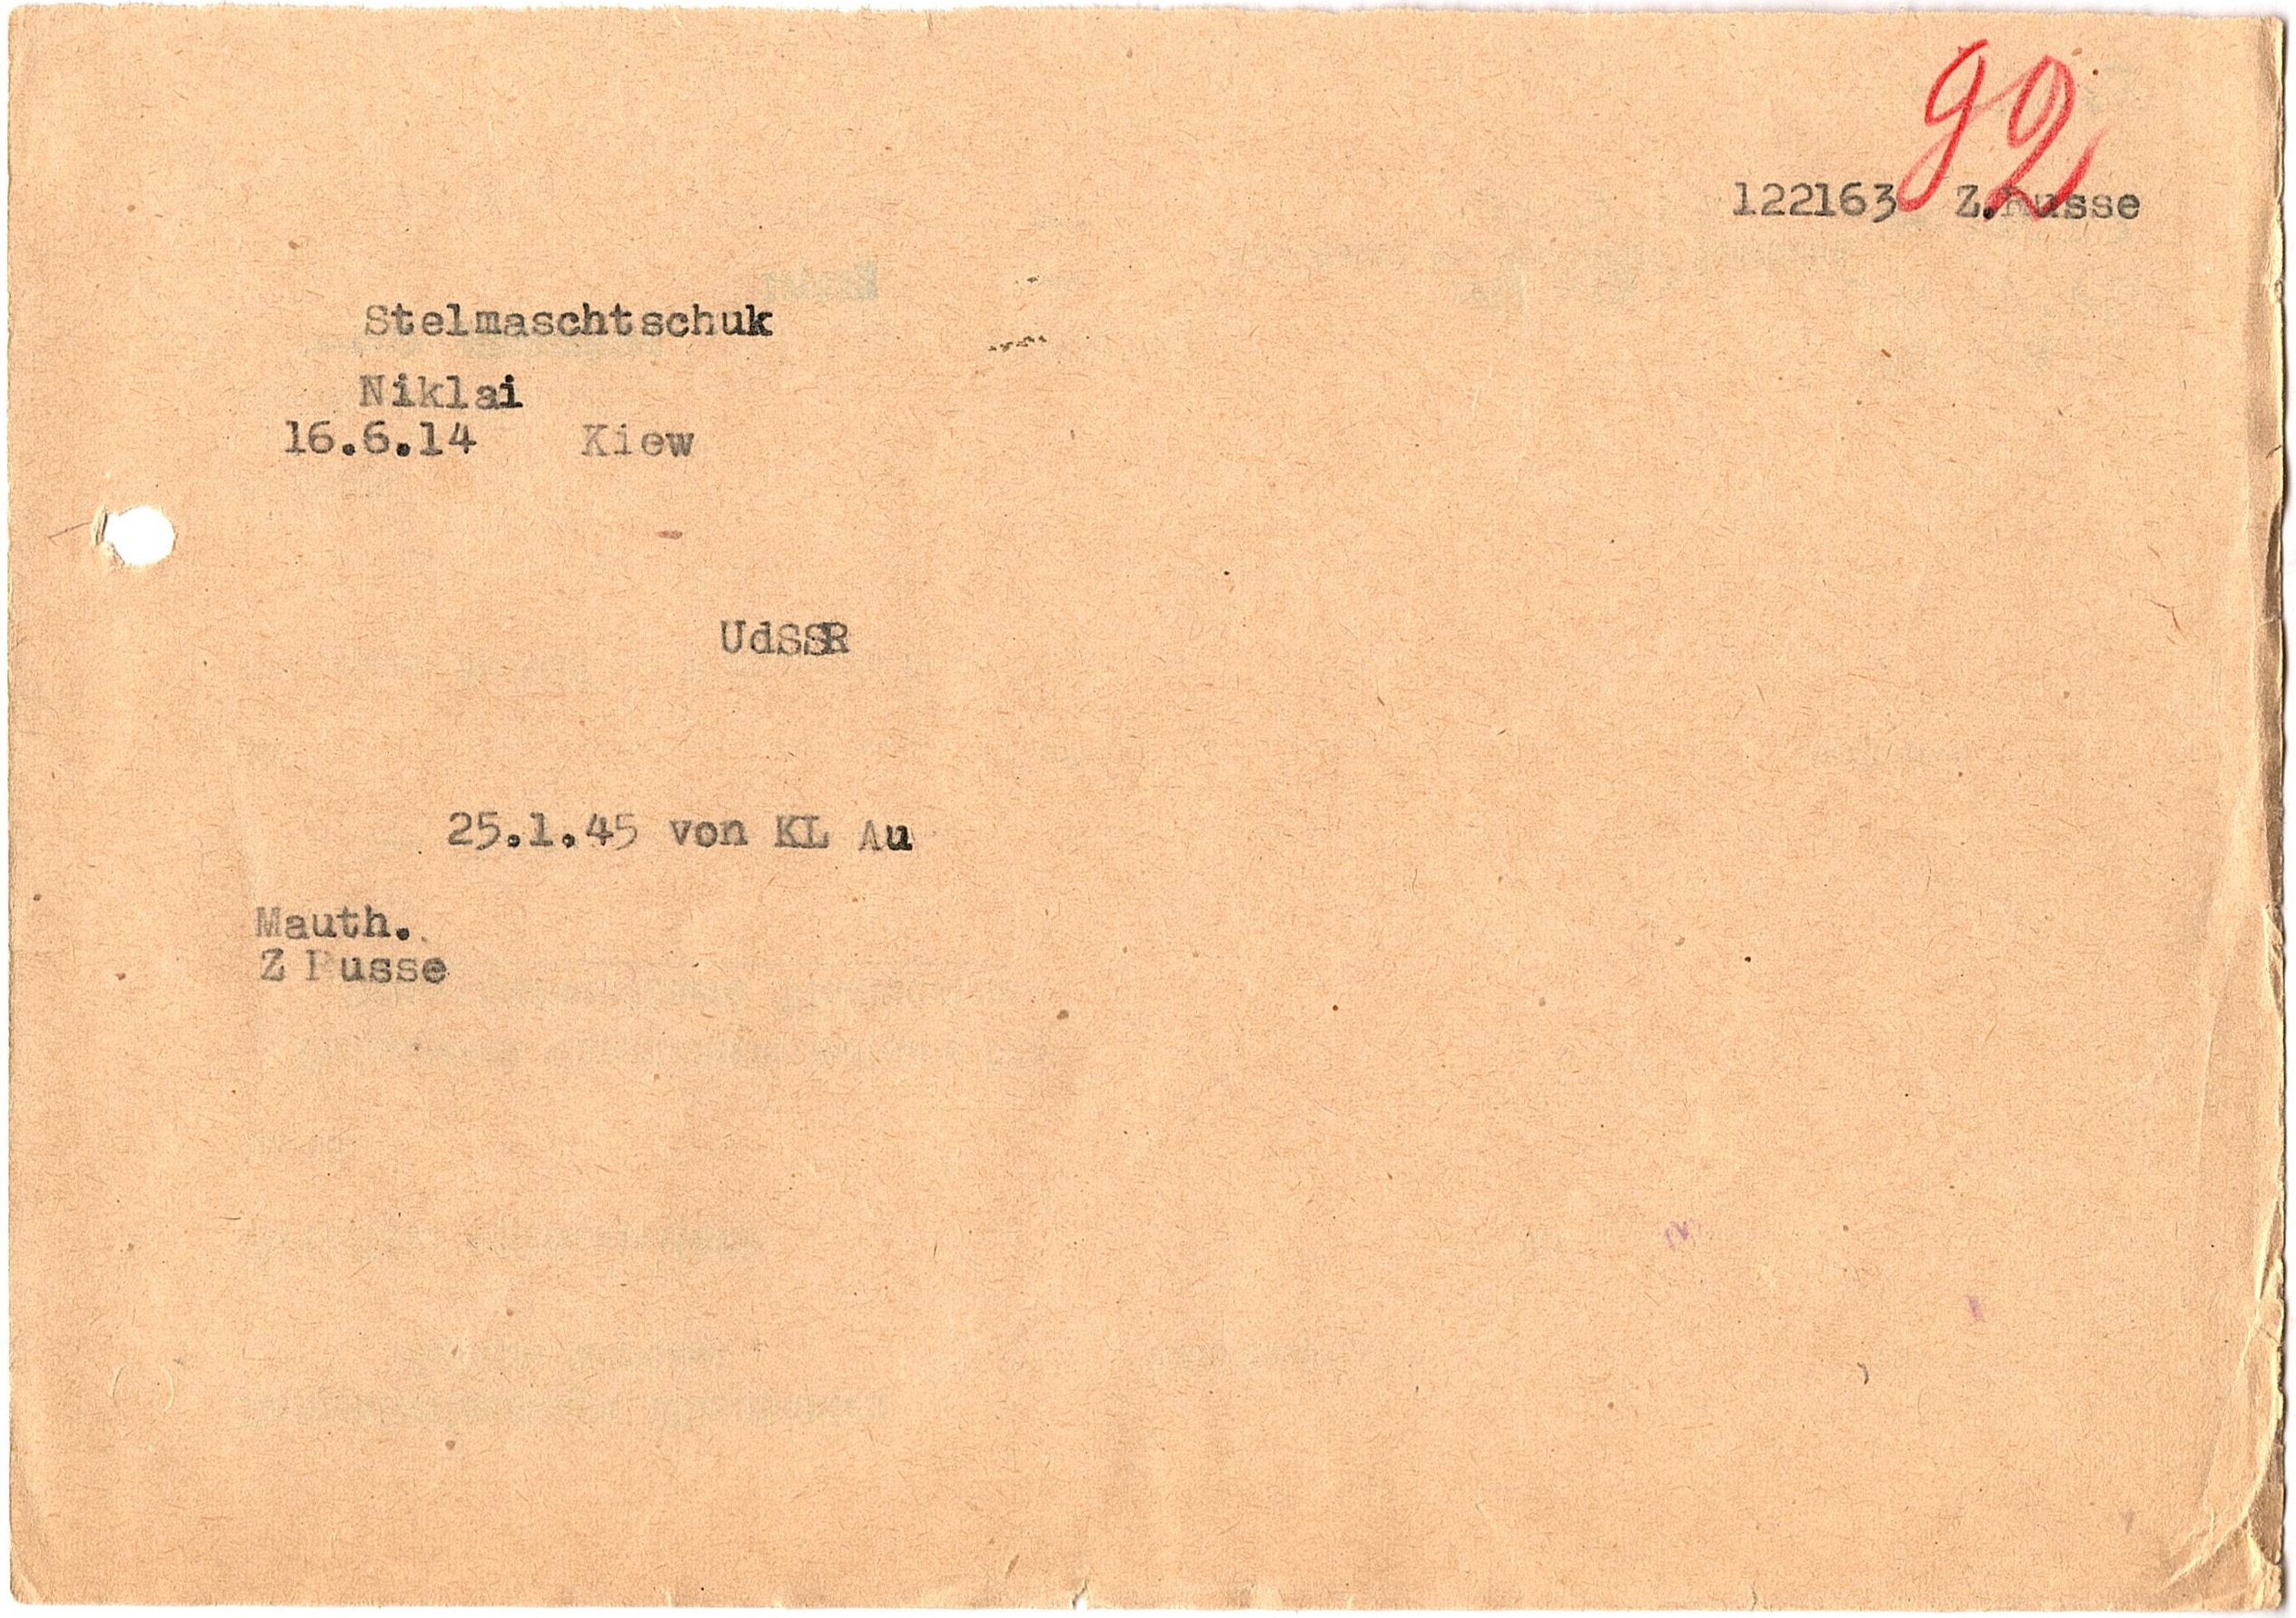 92
122163 Z.Russe
Stelmaschtschuk
Niklai
16.6.14 Kiew
UdSSR
25.1.45 von KL Au
Mauth.
Z Russe